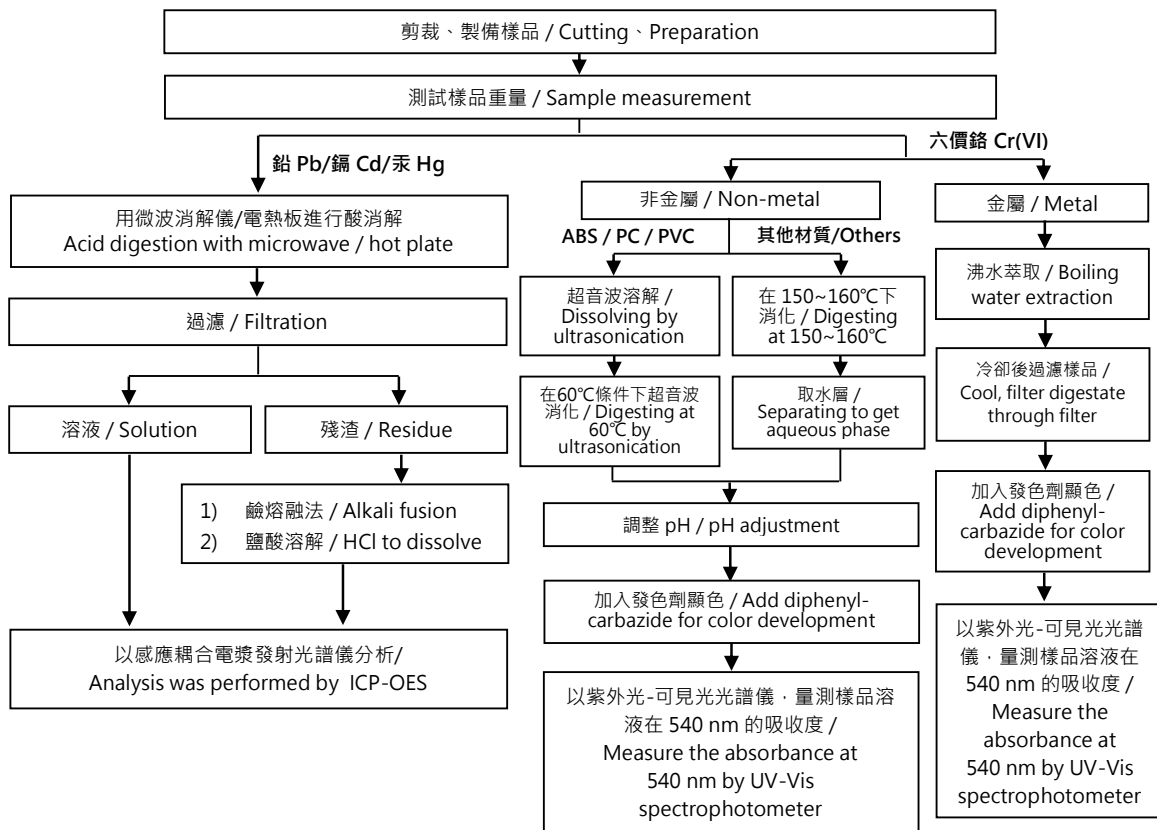 剪裁、製備樣品 / Cutting、Preparation
測試樣品重量 / Sample measurement
鉛 Pb/鎘 Cd/汞 Hg
六價鉻 Cr(VI)
用微波消解儀/電熱板進行酸消解
Acid digestion with microwave / hot plate
過濾 / Filtration
溶液 / Solution
殘渣 / Residue
1) 鹼熔融法 / Alkali fusion
2) 鹽酸溶解 / HCl to dissolve
以感應耦合電漿發射光譜儀分析/
Analysis was performed by ICP-OES
非金屬 / Non-metal
ABS / PC / PVC
其他材質/Others
超音波溶解 /
Dissolving by
ultrasonication
在60℃條件下超音波
消化 / Digesting at
60℃ by
ultrasonication
在 150~160℃下
消化 / Digesting
at 150~160℃
取水層 /
Separating to get
aqueous phase
調整 pH / pH adjustment
加入發色劑顯色 / Add diphenyl-
carbazide for color development
以紫外光-可見光光譜儀，量測樣品溶
液在 540 nm 的吸收度 /
Measure the absorbance at
540 nm by UV-Vis
spectrophotometer
金屬 / Metal
沸水萃取 / Boiling
water extraction
冷卻後過濾樣品 /
Cool, filter digestate
through filter
加入發色劑顯色 /
Add diphenyl-
carbazide for color
development
以紫外光-可見光光譜
儀，量測樣品溶液在
540 nm 的吸收度 /
Measure the
absorbance at
540 nm by UV-Vis
spectrophotometer